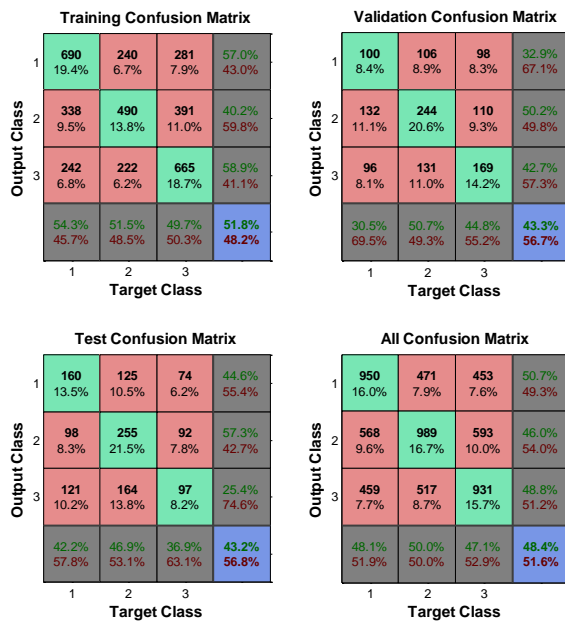 Training Confusion Matrix
690 240 281 57.0%
19.4% 6.7% 7.9% 43.0%
1
338 490 391 40.2%
9.5% 13.8% 11.0% 59.8%
2
242 222 665 58.9%
6.8% 6.2% 18.7% 41.1%
3
54.3% 51.5% 49.7% 51.8%
45.7% 48.5% 50.3% 48.2%
1 2 3
Target Class
Output Class
Validation Confusion Matrix
100 106 98 32.9%
8.4% 8.9% 8.3% 67.1%
1
132 244 110 50.2%
11.1% 20.6% 9.3% 49.8%
2
96 131 169 42.7%
8.1% 11.0% 14.2% 57.3%
3
30.5% 50.7% 44.8% 43.3%
69.5% 49.3% 55.2% 56.7%
1 2 3
Target Class
Output Class
Test Confusion Matrix
160 125 74 44.6%
13.5% 10.5% 6.2% 55.4%
1
98 255 92 57.3%
8.3% 21.5% 7.8% 42.7%
2
121 164 97 25.4%
10.2% 13.8% 8.2% 74.6%
3
42.2% 46.9% 36.9% 43.2%
57.8% 53.1% 63.1% 56.8%
1 2 3
Target Class
Output Class
All Confusion Matrix
950 471 453 50.7%
16.0% 7.9% 7.6% 49.3%
1
568 989 593 46.0%
9.6% 16.7% 10.0% 54.0%
2
459 517 931 48.8%
7.7% 8.7% 15.7% 51.2%
3
48.1% 50.0% 47.1% 48.4%
51.9% 50.0% 52.9% 51.6%
1 2 3
Target Class
Output Class